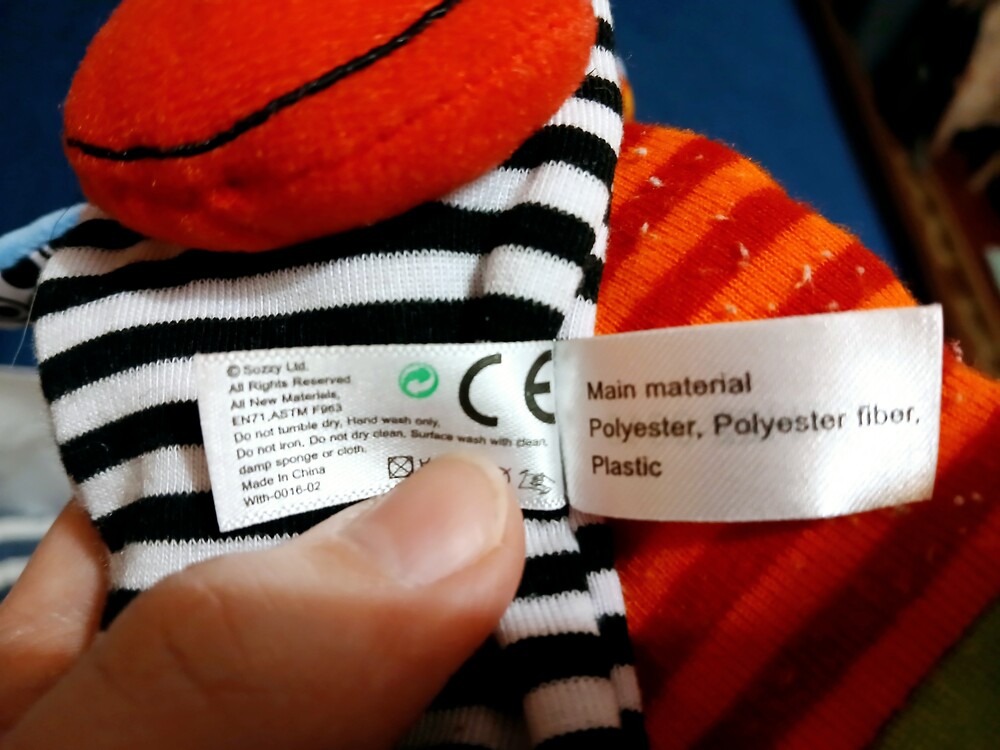 © Sozzy Ltd.
All Rights Reserved
All New Materials,
EN71,ASTM F963
Do not tumble dry, Hand wash only,
Do not iron, Do not dry clean, Surface wash with clean,
damp sponge or cloth.
Made In China
With-0016-02
CE
Main material
Polyester, Polyester fiber,
Plastic